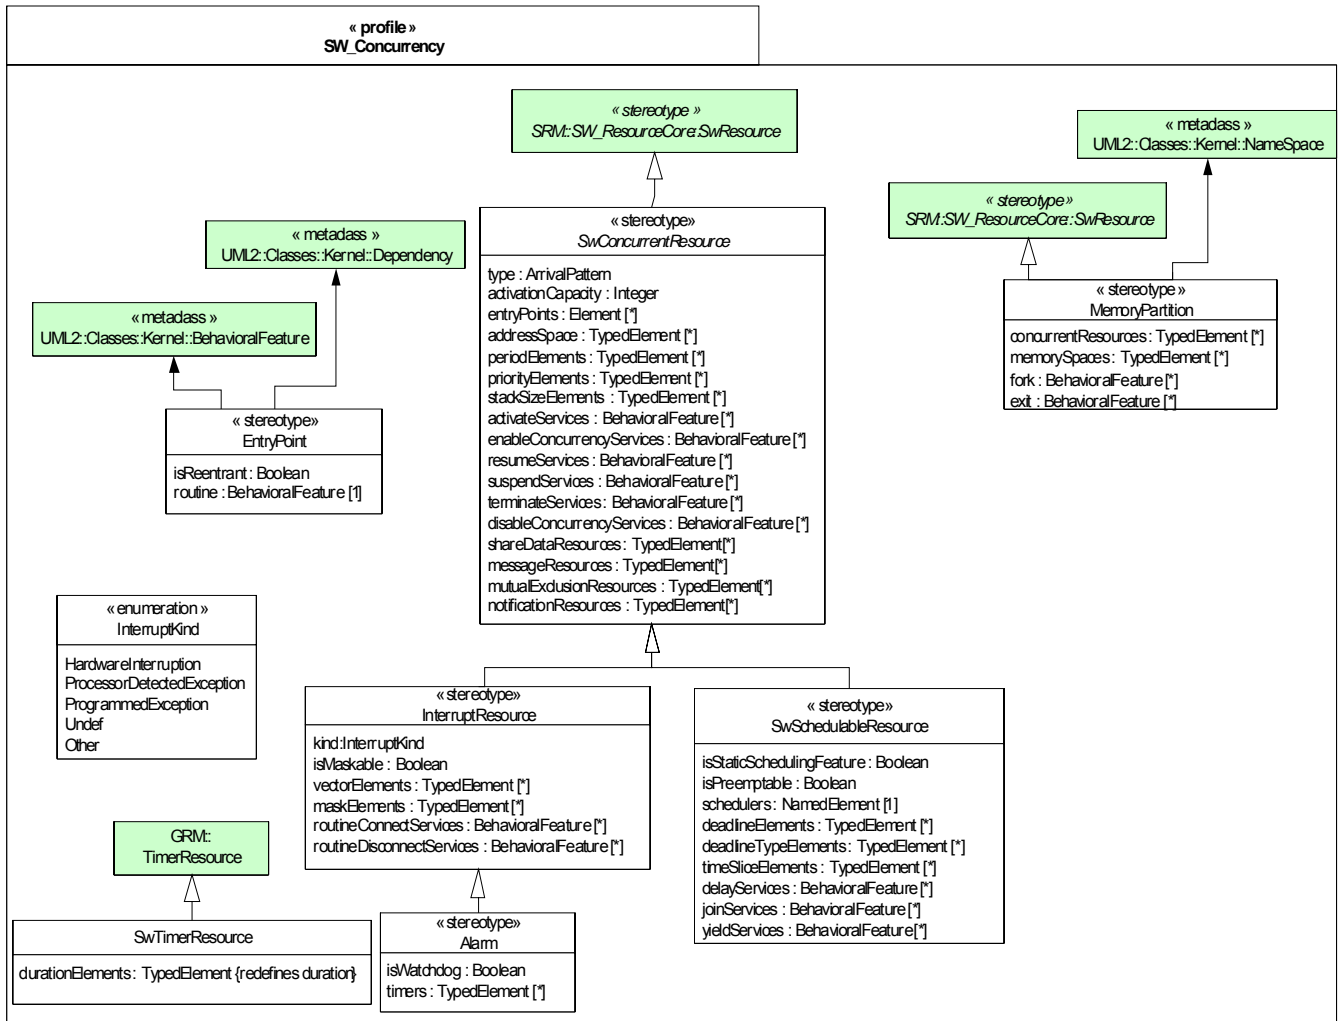 « profile »
SW_Concurrency
« stereotype »
SRM::SW_ResourceCore::SwResource
« metaclass »
UML2::Classes::Kernel::NameSpace
« stereotype»
SRM::SW_ResourceCore::SwResource
« stereotype»
MemoryPartition
concurrentResources : TypedElement [*]
memorySpaces : TypedElement [*]
fork : BehavioralFeature [*]
exit : BehavioralFeature [*]
« metaclass »
UML2::Classes::Kernel::Dependency
« metaclass »
UML2::Classes::Kernel::BehavioralFeature
« stereotype»
EntryPoint
isReentrant : Boolean
routine : BehavioralFeature [1]
« stereotype»
SwConcurrentResource
type : ArrivalPattern
activationCapacity : Integer
entryPoints : Element [*]
addressSpace : TypedElement [*]
periodElements : TypedElement [*]
priorityElements : TypedElement [*]
stackSizeElements : TypedElement [*]
activateServices : BehavioralFeature [*]
enableConcurrencyServices : BehavioralFeature [*]
resumeServices : BehavioralFeature [*]
suspendServices : BehavioralFeature [*]
terminateServices : BehavioralFeature [*]
disableConcurrencyServices : BehavioralFeature [*]
shareDataResources : TypedElement[*]
messageResources : TypedElement[*]
mutualExclusionResources : TypedElement[*]
notificationResources : TypedElement[*]
« enumeration »
InterruptKind
HardwareInterruption
ProcessorDetectedException
ProgrammedException
Undef
Other
« stereotype»
InterruptResource
kind:InterruptKind
isMaskable : Boolean
vectorElements : TypedElement [*]
maskElements : TypedElement [*]
routineConnectServices : BehavioralFeature [*]
routineDisconnectServices : BehavioralFeature [*]
« stereotype»
SwSchedulableResource
isStaticSchedulingFeature : Boolean
isPreemptable : Boolean
schedulers : NamedElement [1]
deadlineElements : TypedElement [*]
deadlineTypeElements : TypedElement [*]
timeSliceElements : TypedElement [*]
delayServices : BehavioralFeature [*]
joinServices : BehavioralFeature [*]
yieldServices : BehavioralFeature[*]
GRM::
TimerResource
SwTimerResource
durationElements : TypedElement {redefines duration}
« stereotype»
Alarm
isWatchdog : Boolean
timers : TypedElement [*]